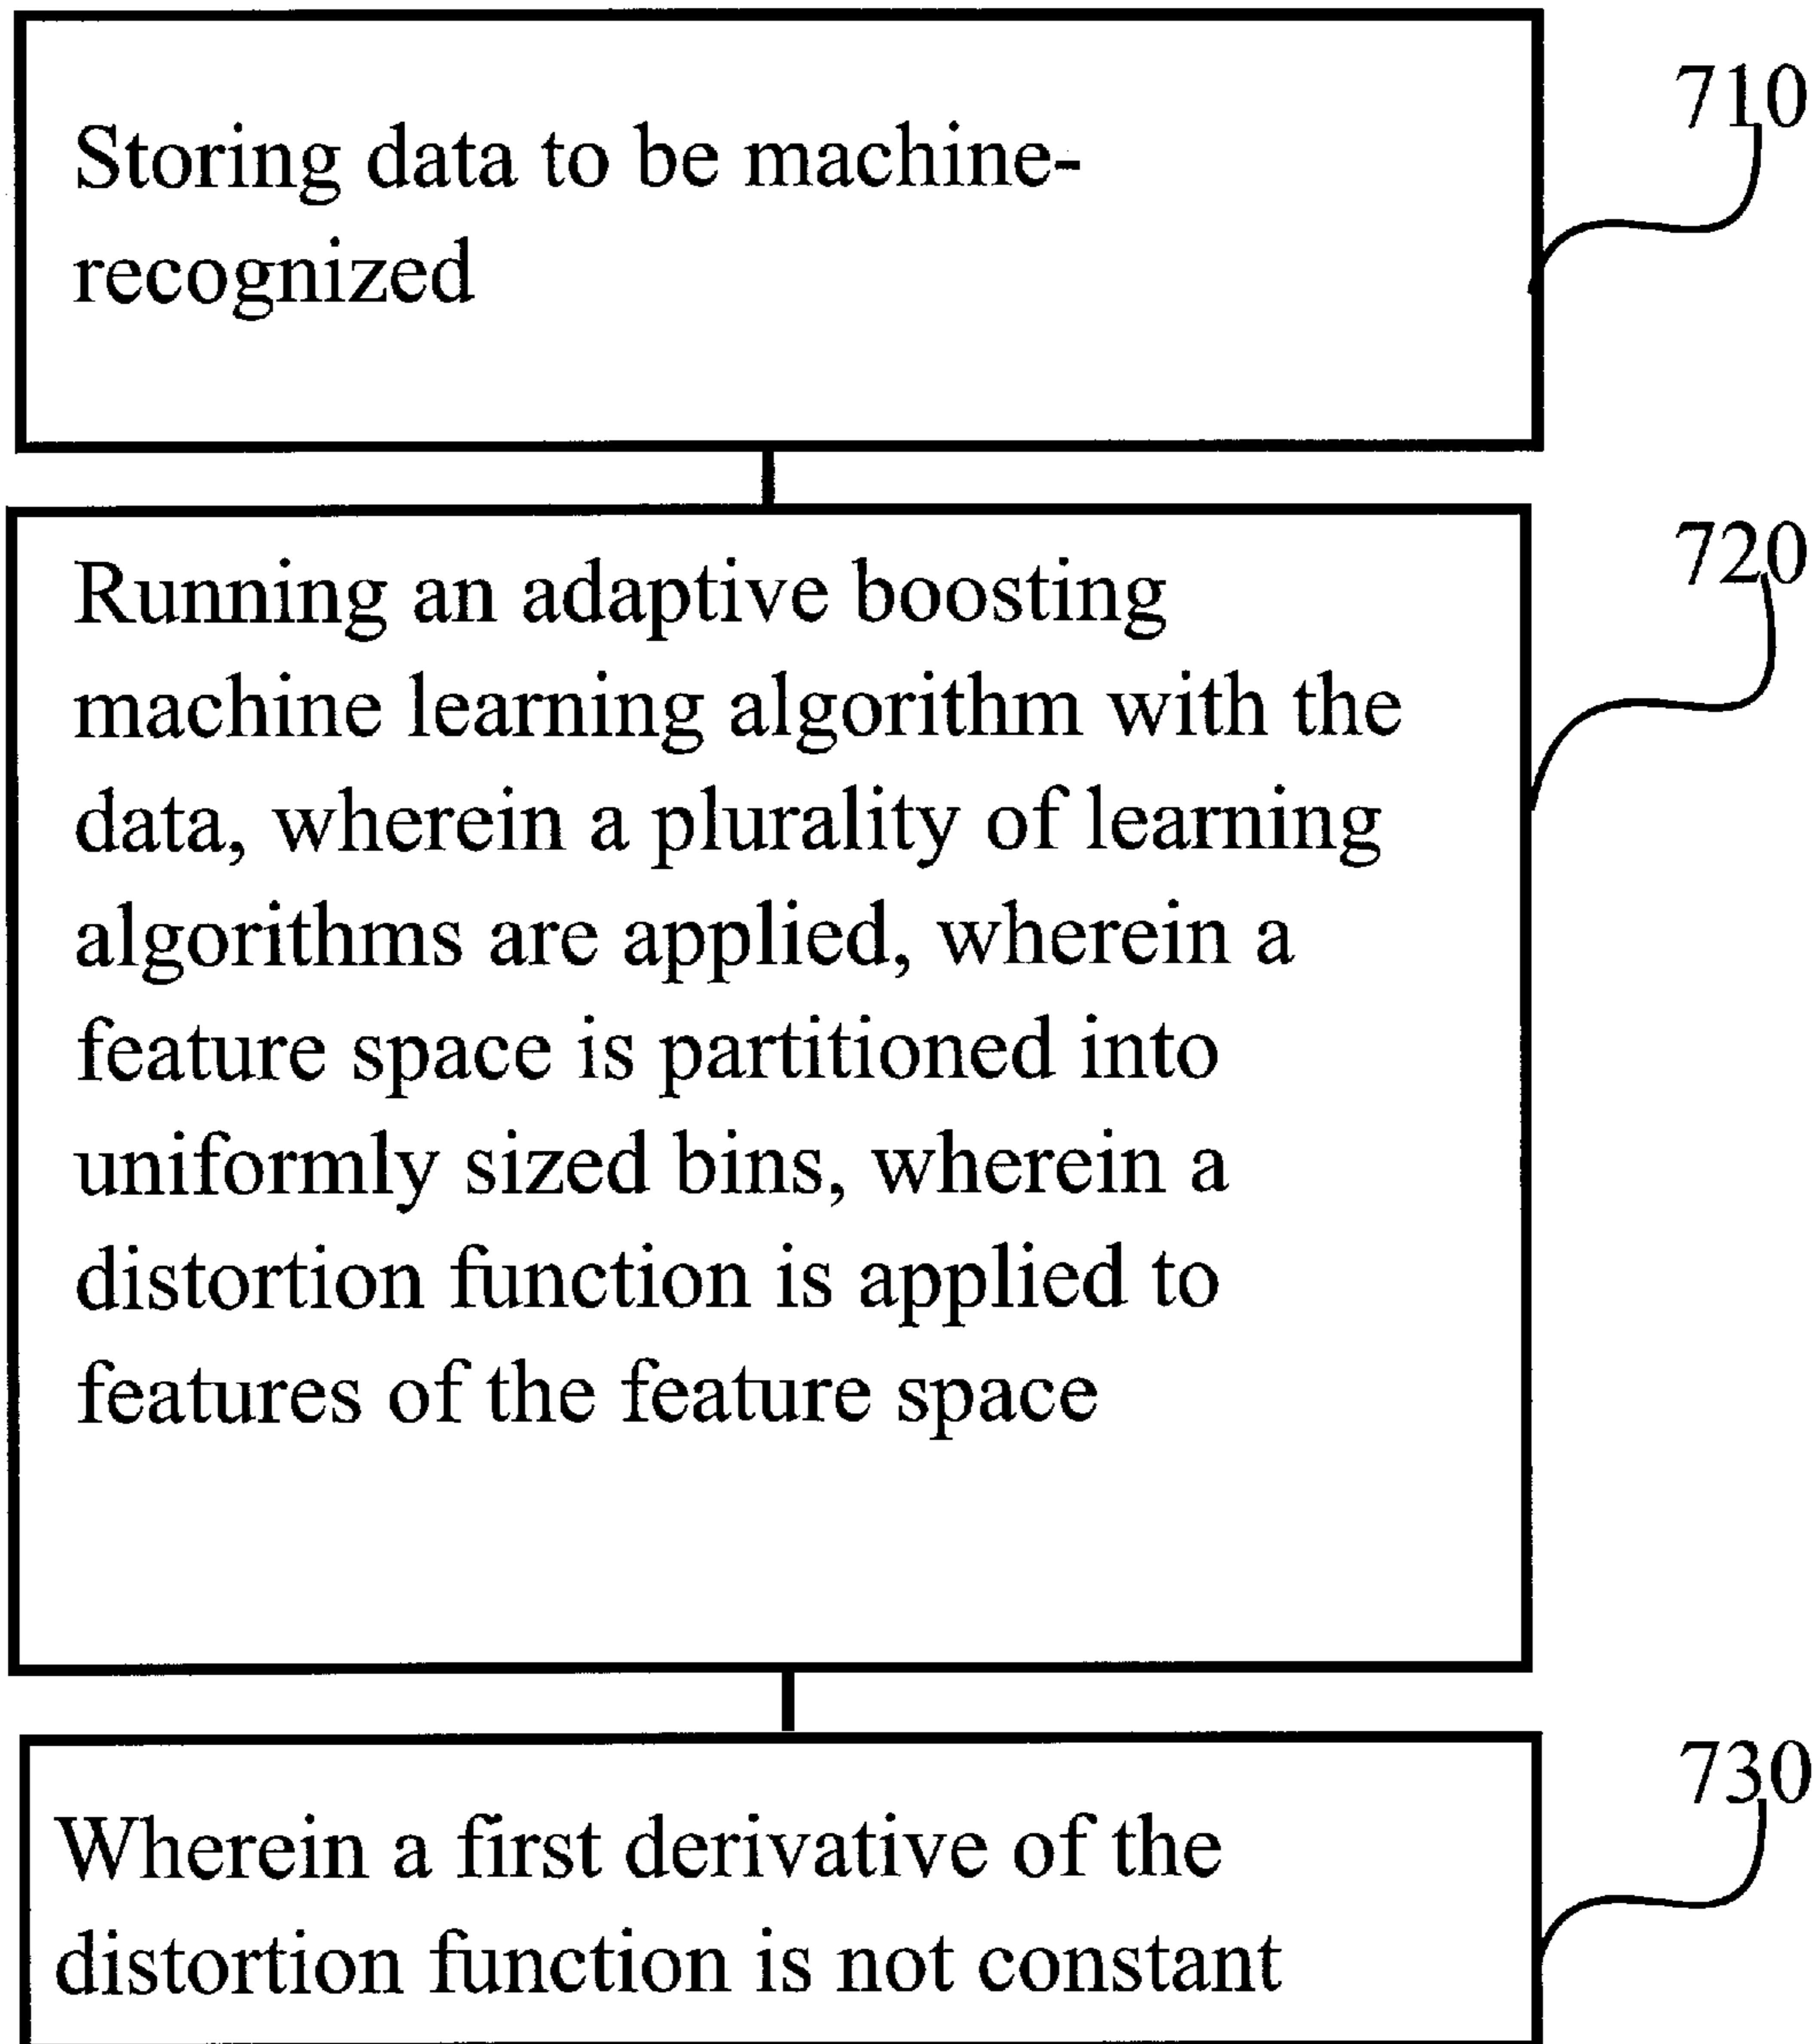 710
Storing data to be machine-
recognized
720
Running an adaptive boosting
machine learning algorithm with the
data, wherein a plurality of learning
algorithms are applied, wherein a
feature space is partitioned into
uniformly sized bins, wherein a
distortion function is applied to
features of the feature space
730
Wherein a first derivative of the
distortion function is not constant